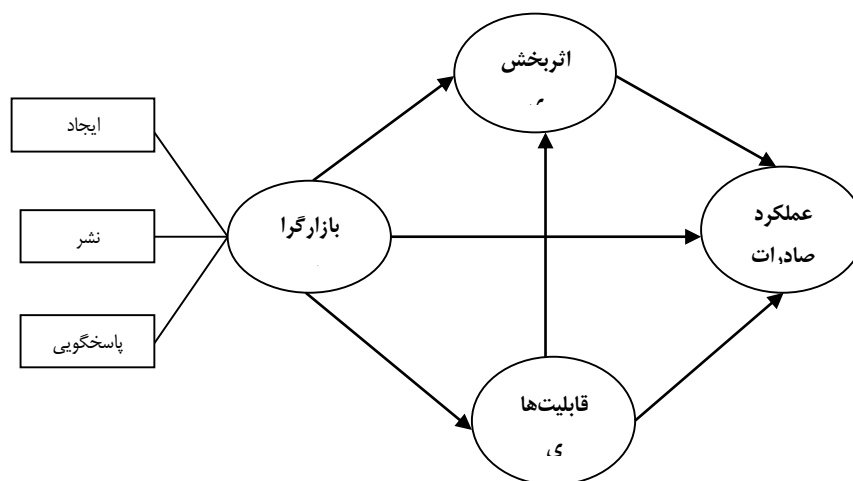 اثربخش
ی
ایجاد
نشر
پاسخگویی
بازارگرا
عملکرد
صادرات
قابلیت‌ها
ی